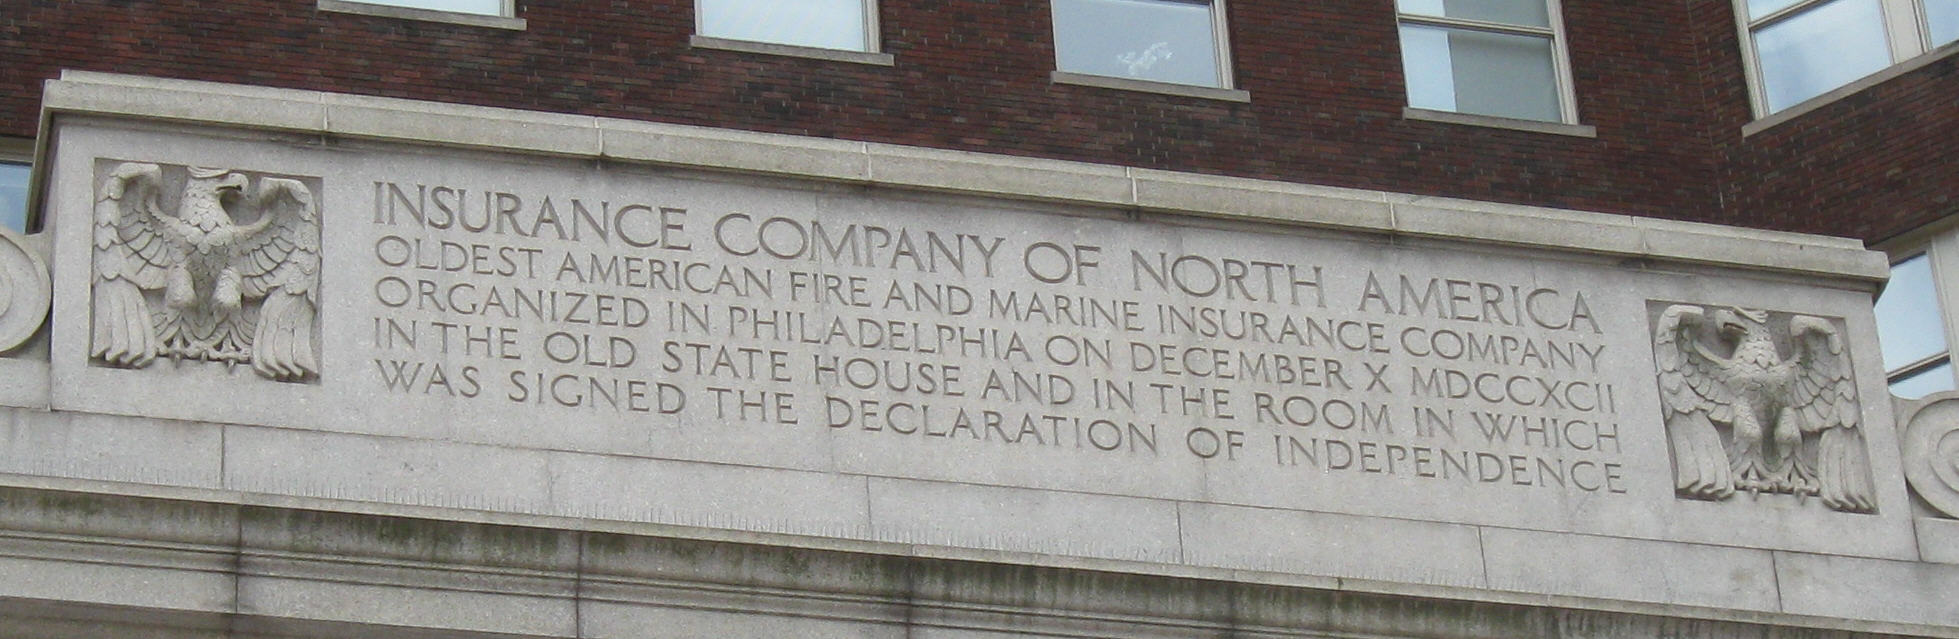 INSURANCE COMPANY OF NORTH AMERICA
OLDEST AMERICAN FIRE AND MARINE INSURANCE COMPANY
ORGANIZED IN PHILADELPHIA ON DECEMBER X MDCCXCII
IN THE OLD STATE HOUSE AND IN THE ROOM IN WHICH
WAS SIGNED THE DECLARATION OF INDEPENDENCE